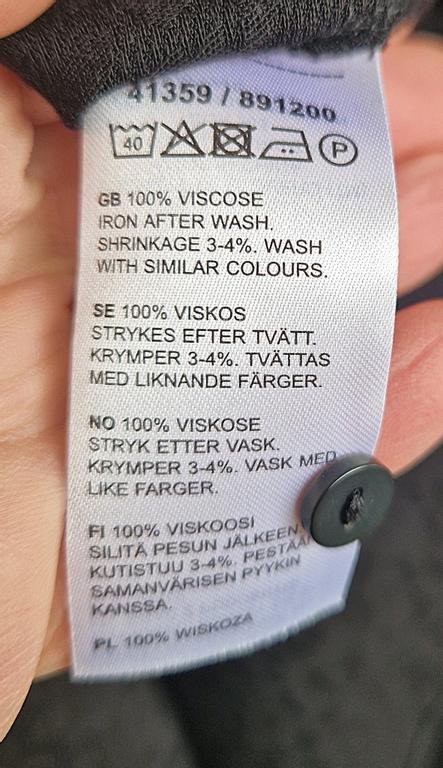 41359 / 891200
40 P
GB 100% VISCOSE
IRON AFTER WASH.
SHRINKAGE 3-4%. WASH
WITH SIMILAR COLOURS.
SE 100% VISKOS
STRYKES EFTER TVÄTT.
KRYMPER 3-4%. TVÄTTAS
MED LIKNANDE FÄRGER.
NO 100% VISKOSE
STRYK ETTER VASK.
KRYMPER 3-4%. VASK MED
LIKE FARGER.
FI 100% VISKOOSI
SILITÄ PESUN JÄLKEEN
KUTISTUU 3-4%. PESTÄÄ
SAMANVÄRISEN PYYKIN
KANSSA.
PL 100% WISKOZA